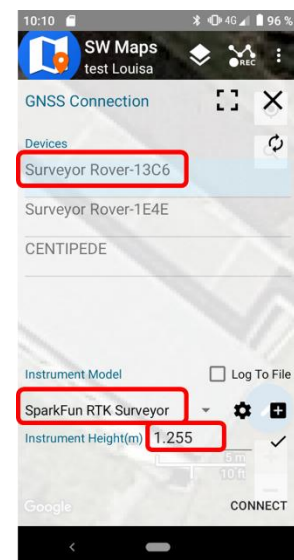 10:10 4G 96 %
SW Maps
test Louisa
REC
GNSS Connection
Devices
Surveyor Rover-13C6
Surveyor Rover-1E4E
CENTIPEDE
Instrument Model Log To File
SparkFun RTK Surveyor
Instrument Height(m) 1.255
5 m
10 ft
Google CONNECT